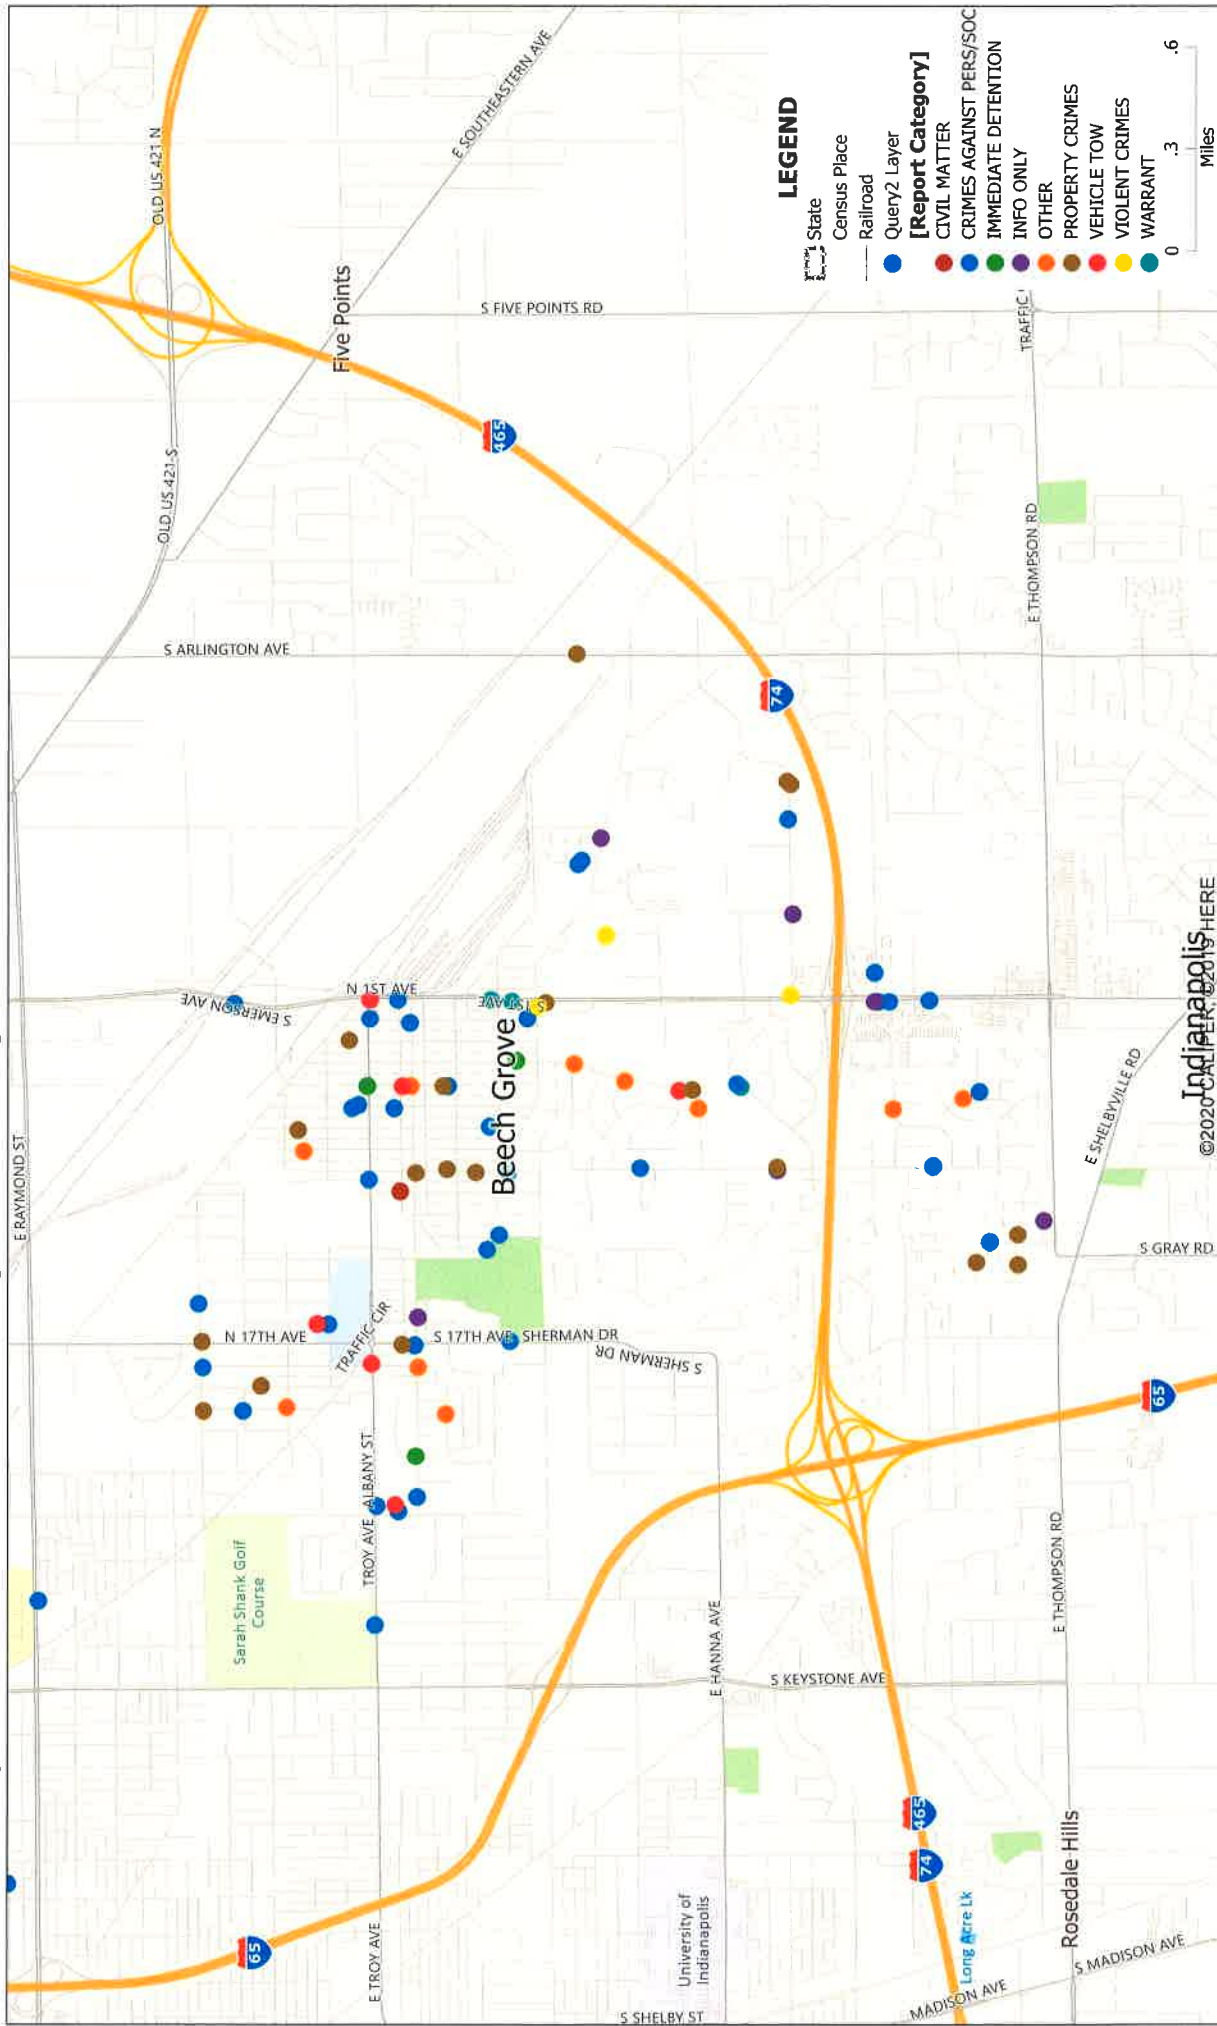 E RAYMOND ST
OLD US 421 N
E SOUTHEASTERN AVE
OLD US 421 S
Five Points
S FIVE POINTS RD
465
S ARLINGTON AVE
74
S EMERSON AVE
N 1ST AVE
S 1ST AVE
Beech Grove
N 17TH AVE
TRAFFIC CIR
S 17TH AVE
SHERMAN DR
S SHERMAN DR
ALBANY ST
TROY AVE
Sarah Shank Golf
Course
E HANNA AVE
S KEYSTONE AVE
65
E TROY AVE
University of
Indianapolis
S SHELBY ST
465
74
Long Acre Lk
MADISON AVE
S MADISON AVE
Rosedale Hills
E THOMPSON RD
65
S GRAY RD
E SHELBYVILLE RD
Indianapolis
E THOMPSON RD
TRAFFIC
©2020 CALIPER; ©2019 HERE
LEGEND
State
Census Place
Railroad
Query2 Layer
[Report Category]
CIVIL MATTER
CRIMES AGAINST PERS/SOC
IMMEDIATE DETENTION
INFO ONLY
OTHER
PROPERTY CRIMES
VEHICLE TOW
VIOLENT CRIMES
WARRANT
0 .3 .6
Miles